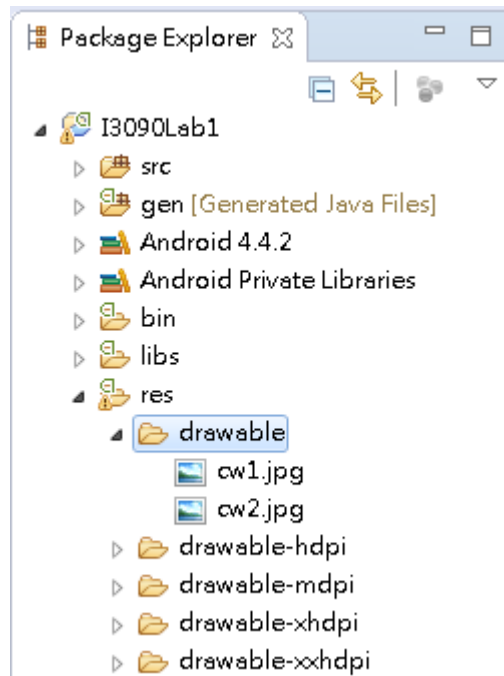 Package Explorer
I3090Lab1
src
gen [Generated Java Files]
Android 4.4.2
Android Private Libraries
bin
libs
res
drawable
cw1.jpg
cw2.jpg
drawable-hdpi
drawable-mdpi
drawable-xhdpi
drawable-xxhdpi